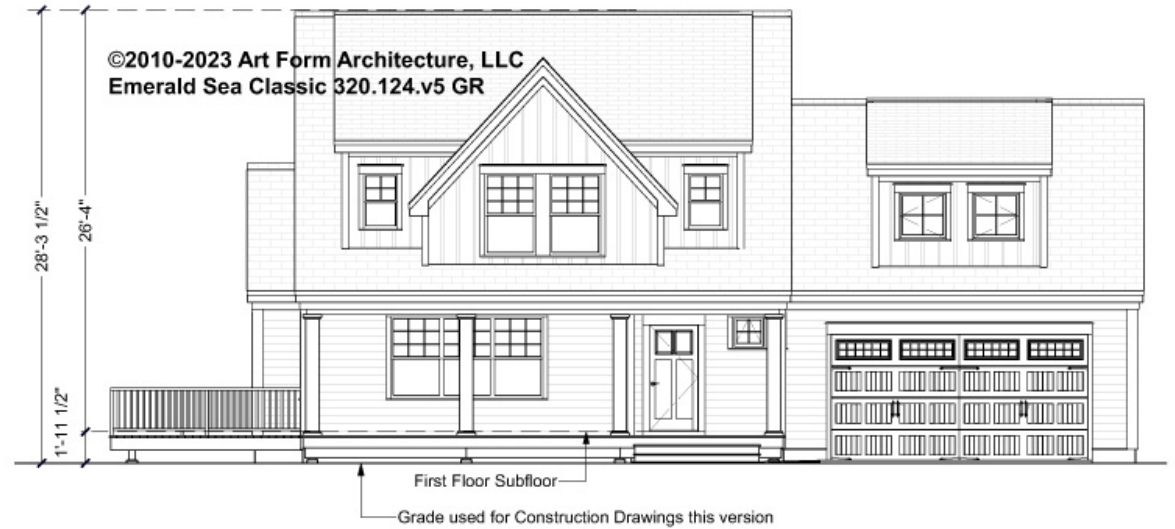 ©2010-2023 Art Form Architecture, LLC
Emerald Sea Classic 320.124.v5 GR
28'-3 1/2"
26'-4"
1'-11 1/2"
First Floor Subfloor
Grade used for Construction Drawings this version